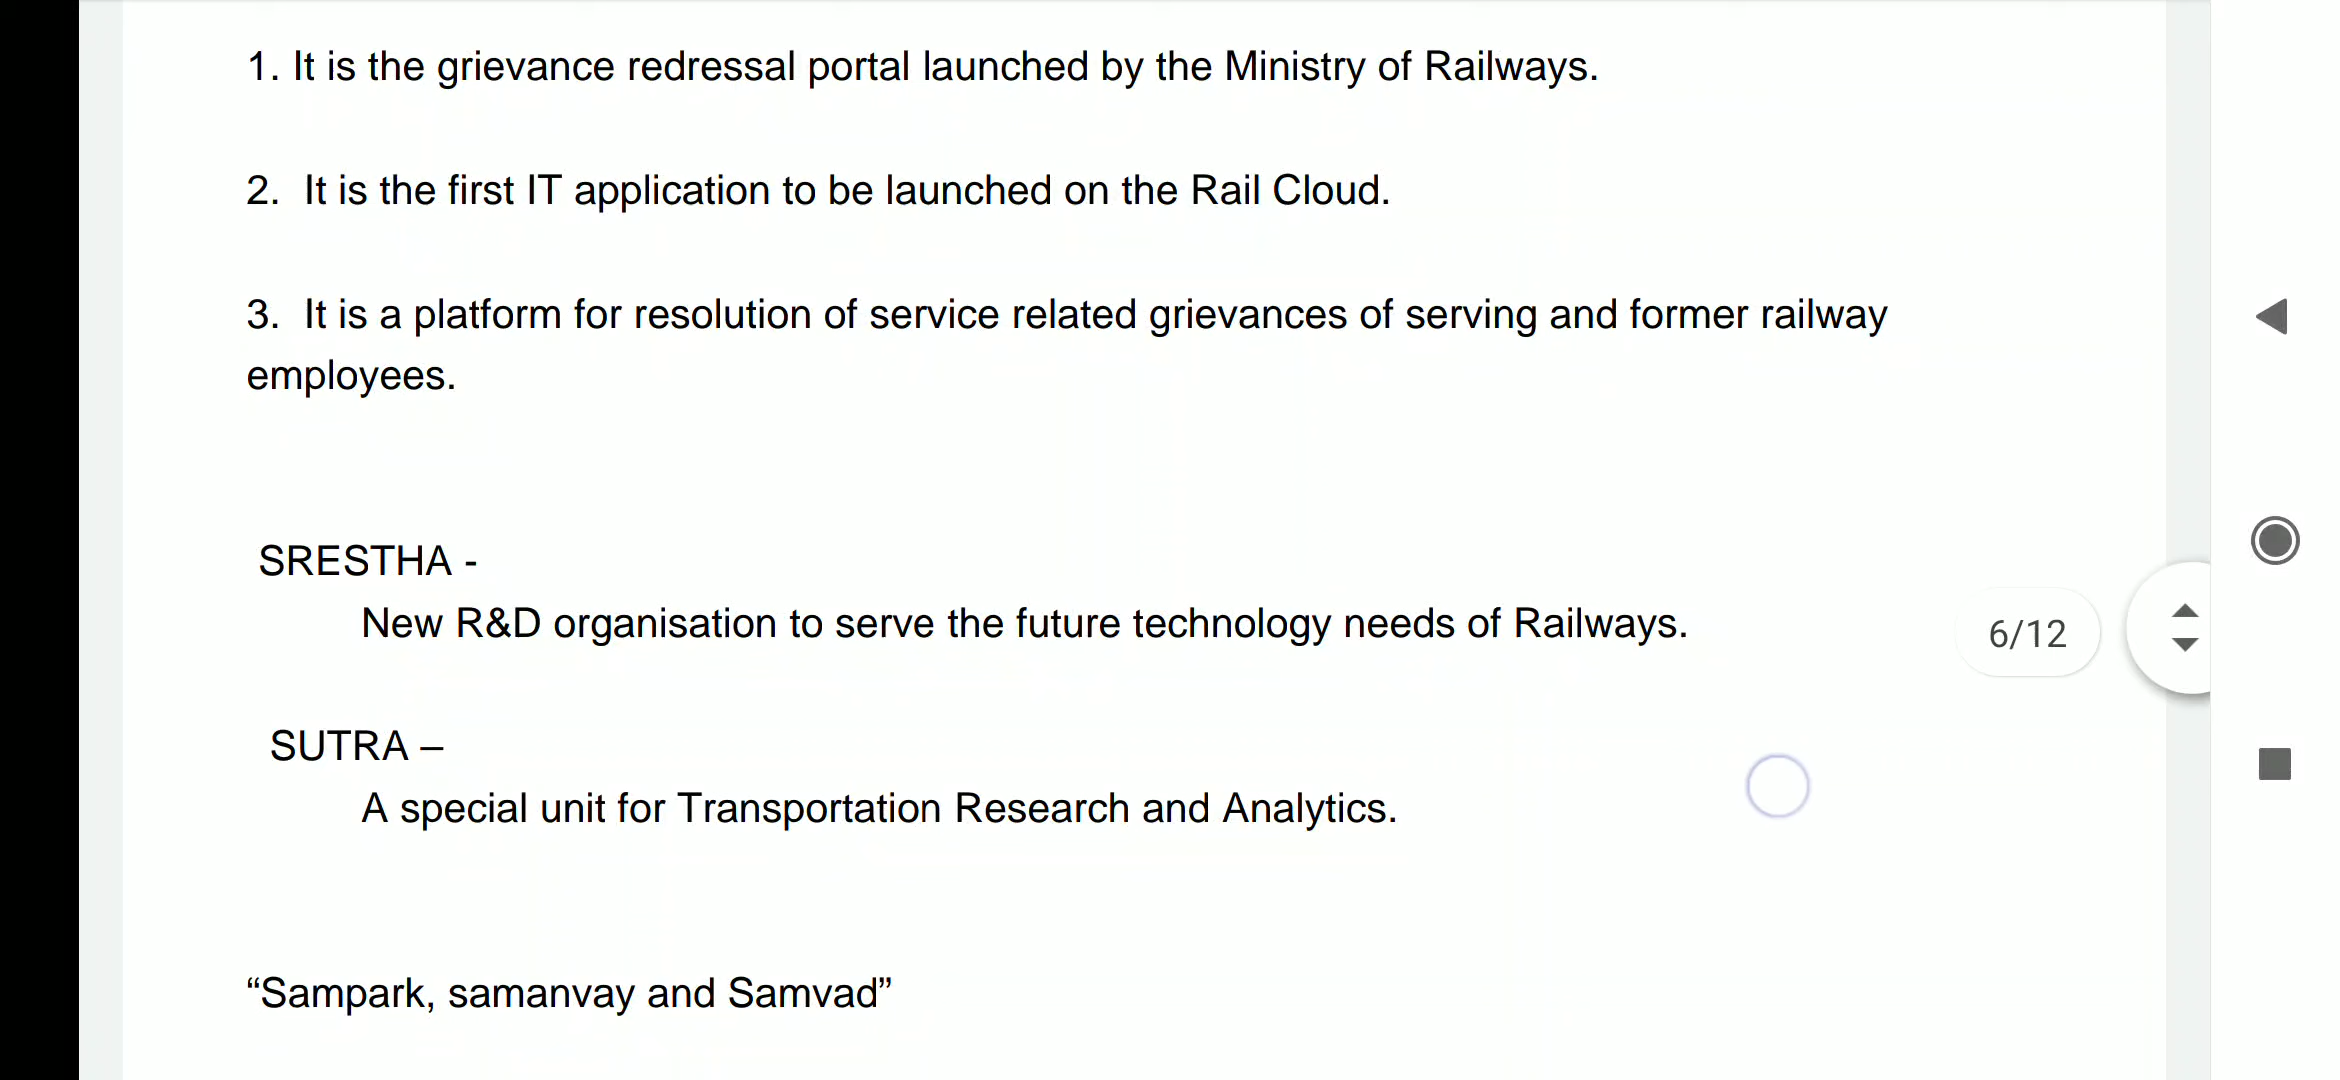 1. It is the grievance redressal portal launched by the Ministry of Railways.
2. It is the first IT application to be launched on the Rail Cloud.
3. It is a platform for resolution of service related grievances of serving and former railway
employees.
SRESTHA -
New R&D organisation to serve the future technology needs of Railways.
6/12
SUTRA –
A special unit for Transportation Research and Analytics.
“Sampark, samanvay and Samvad”